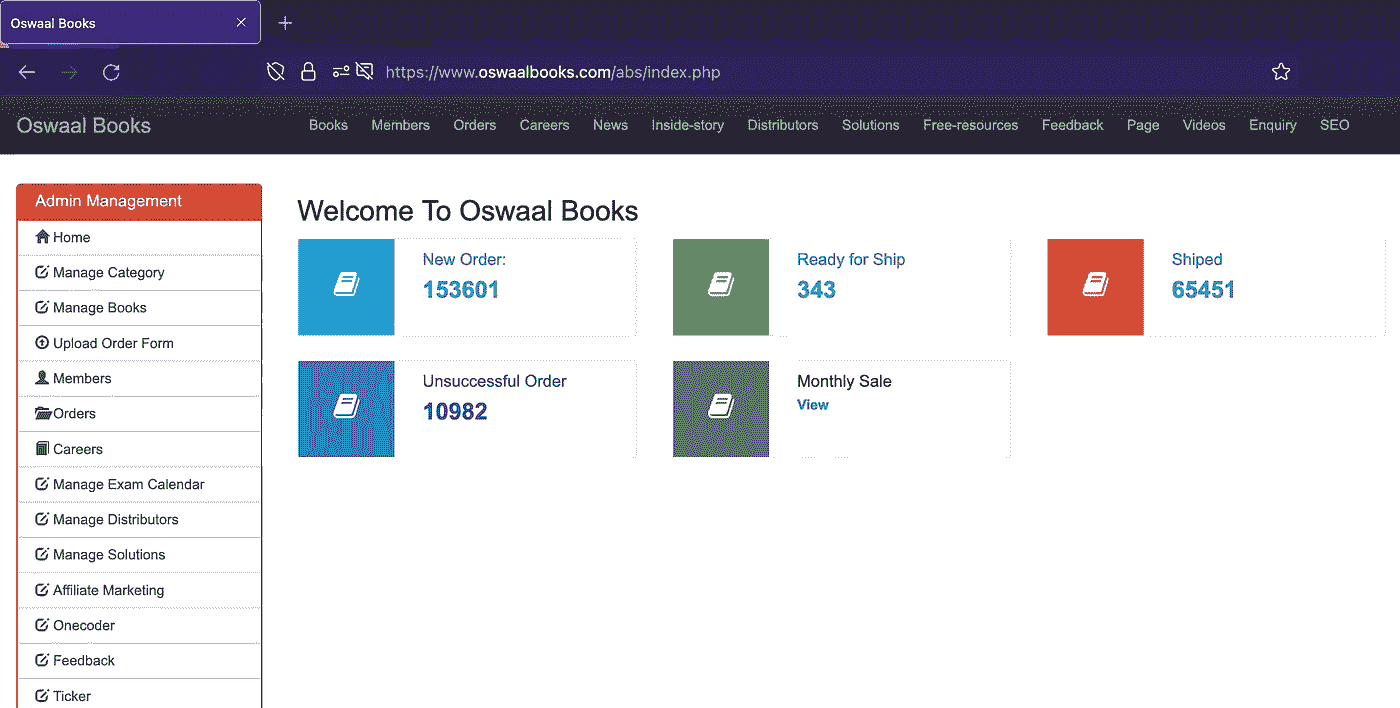 Oswaal Books
https://www.oswaalbooks.com/abs/index.php
Oswaal Books Books Members Orders Careers News Inside-story Distributors Solutions Free-resources Feedback Page Videos Enquiry SEO
Admin Management
Home
Manage Category
Manage Books
Upload Order Form
Members
Orders
Careers
Manage Exam Calendar
Manage Distributors
Manage Solutions
Affiliate Marketing
Onecoder
Feedback
Ticker
Welcome To Oswaal Books
New Order:
153601
Ready for Ship
343
Shiped
65451
Unsuccessful Order
10982
Monthly Sale
View